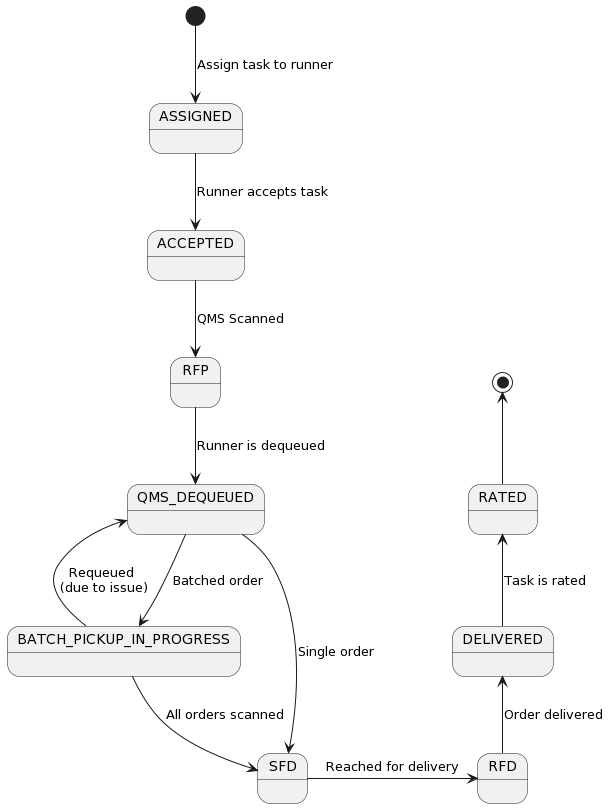 Assign task to runner
ASSIGNED
Runner accepts task
ACCEPTED
QMS Scanned
RFP
Runner is dequeued
QMS_DEQUEUED
Requeued
(due to issue)
Batched order
BATCH_PICKUP_IN_PROGRESS
Single order
All orders scanned
SFD
Reached for delivery
RFD
Order delivered
DELIVERED
Task is rated
RATED